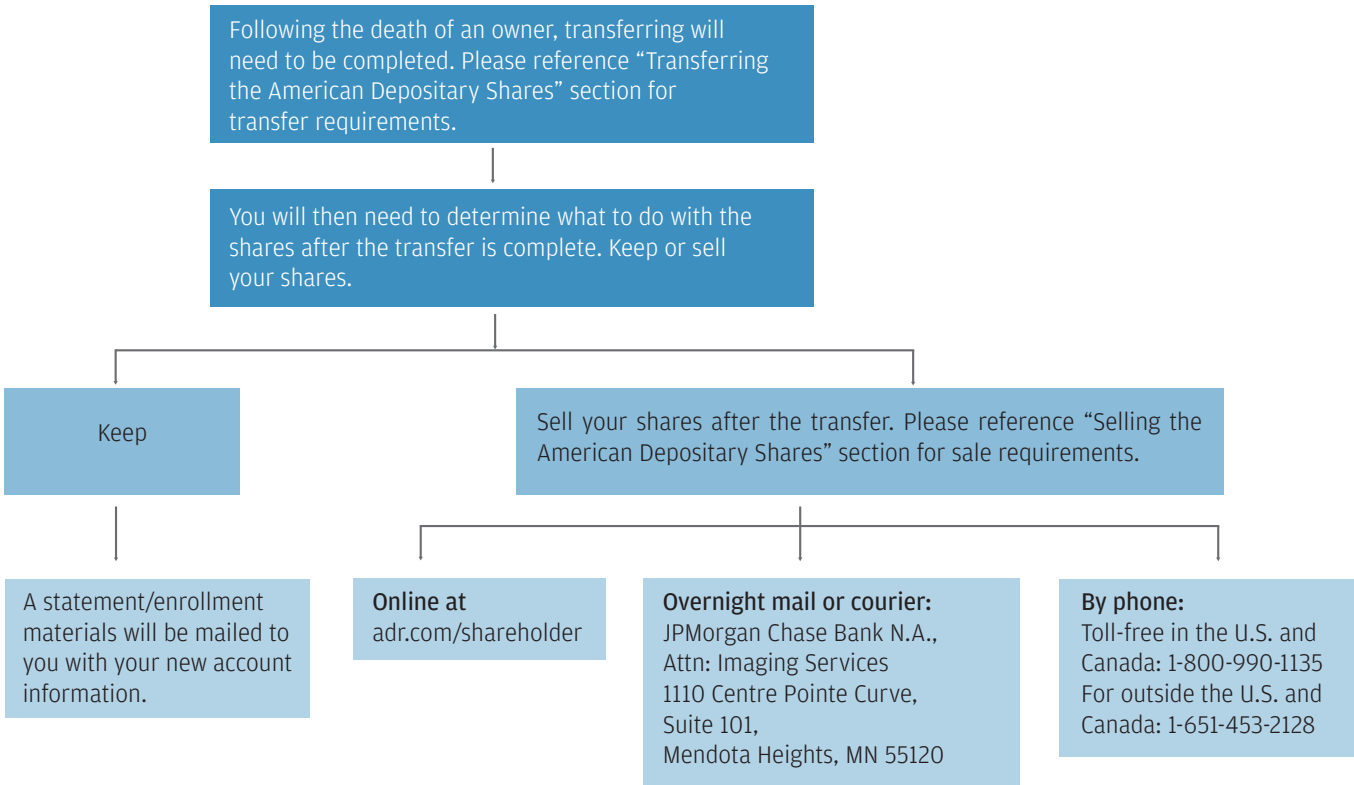 Following the death of an owner, transferring will
need to be completed. Please reference “Transferring
the American Depositary Shares” section for
transfer requirements.
You will then need to determine what to do with the
shares after the transfer is complete. Keep or sell
your shares.
Keep
Sell your shares after the transfer. Please reference “Selling the
American Depositary Shares” section for sale requirements.
A statement/enrollment
materials will be mailed to
you with your new account
information.
Online at
adr.com/shareholder
Overnight mail or courier:
JPMorgan Chase Bank N.A.,
Attn: Imaging Services
1110 Centre Pointe Curve,
Suite 101,
Mendota Heights, MN 55120
By phone:
Toll-free in the U.S. and
Canada: 1-800-990-1135
For outside the U.S. and
Canada: 1-651-453-2128